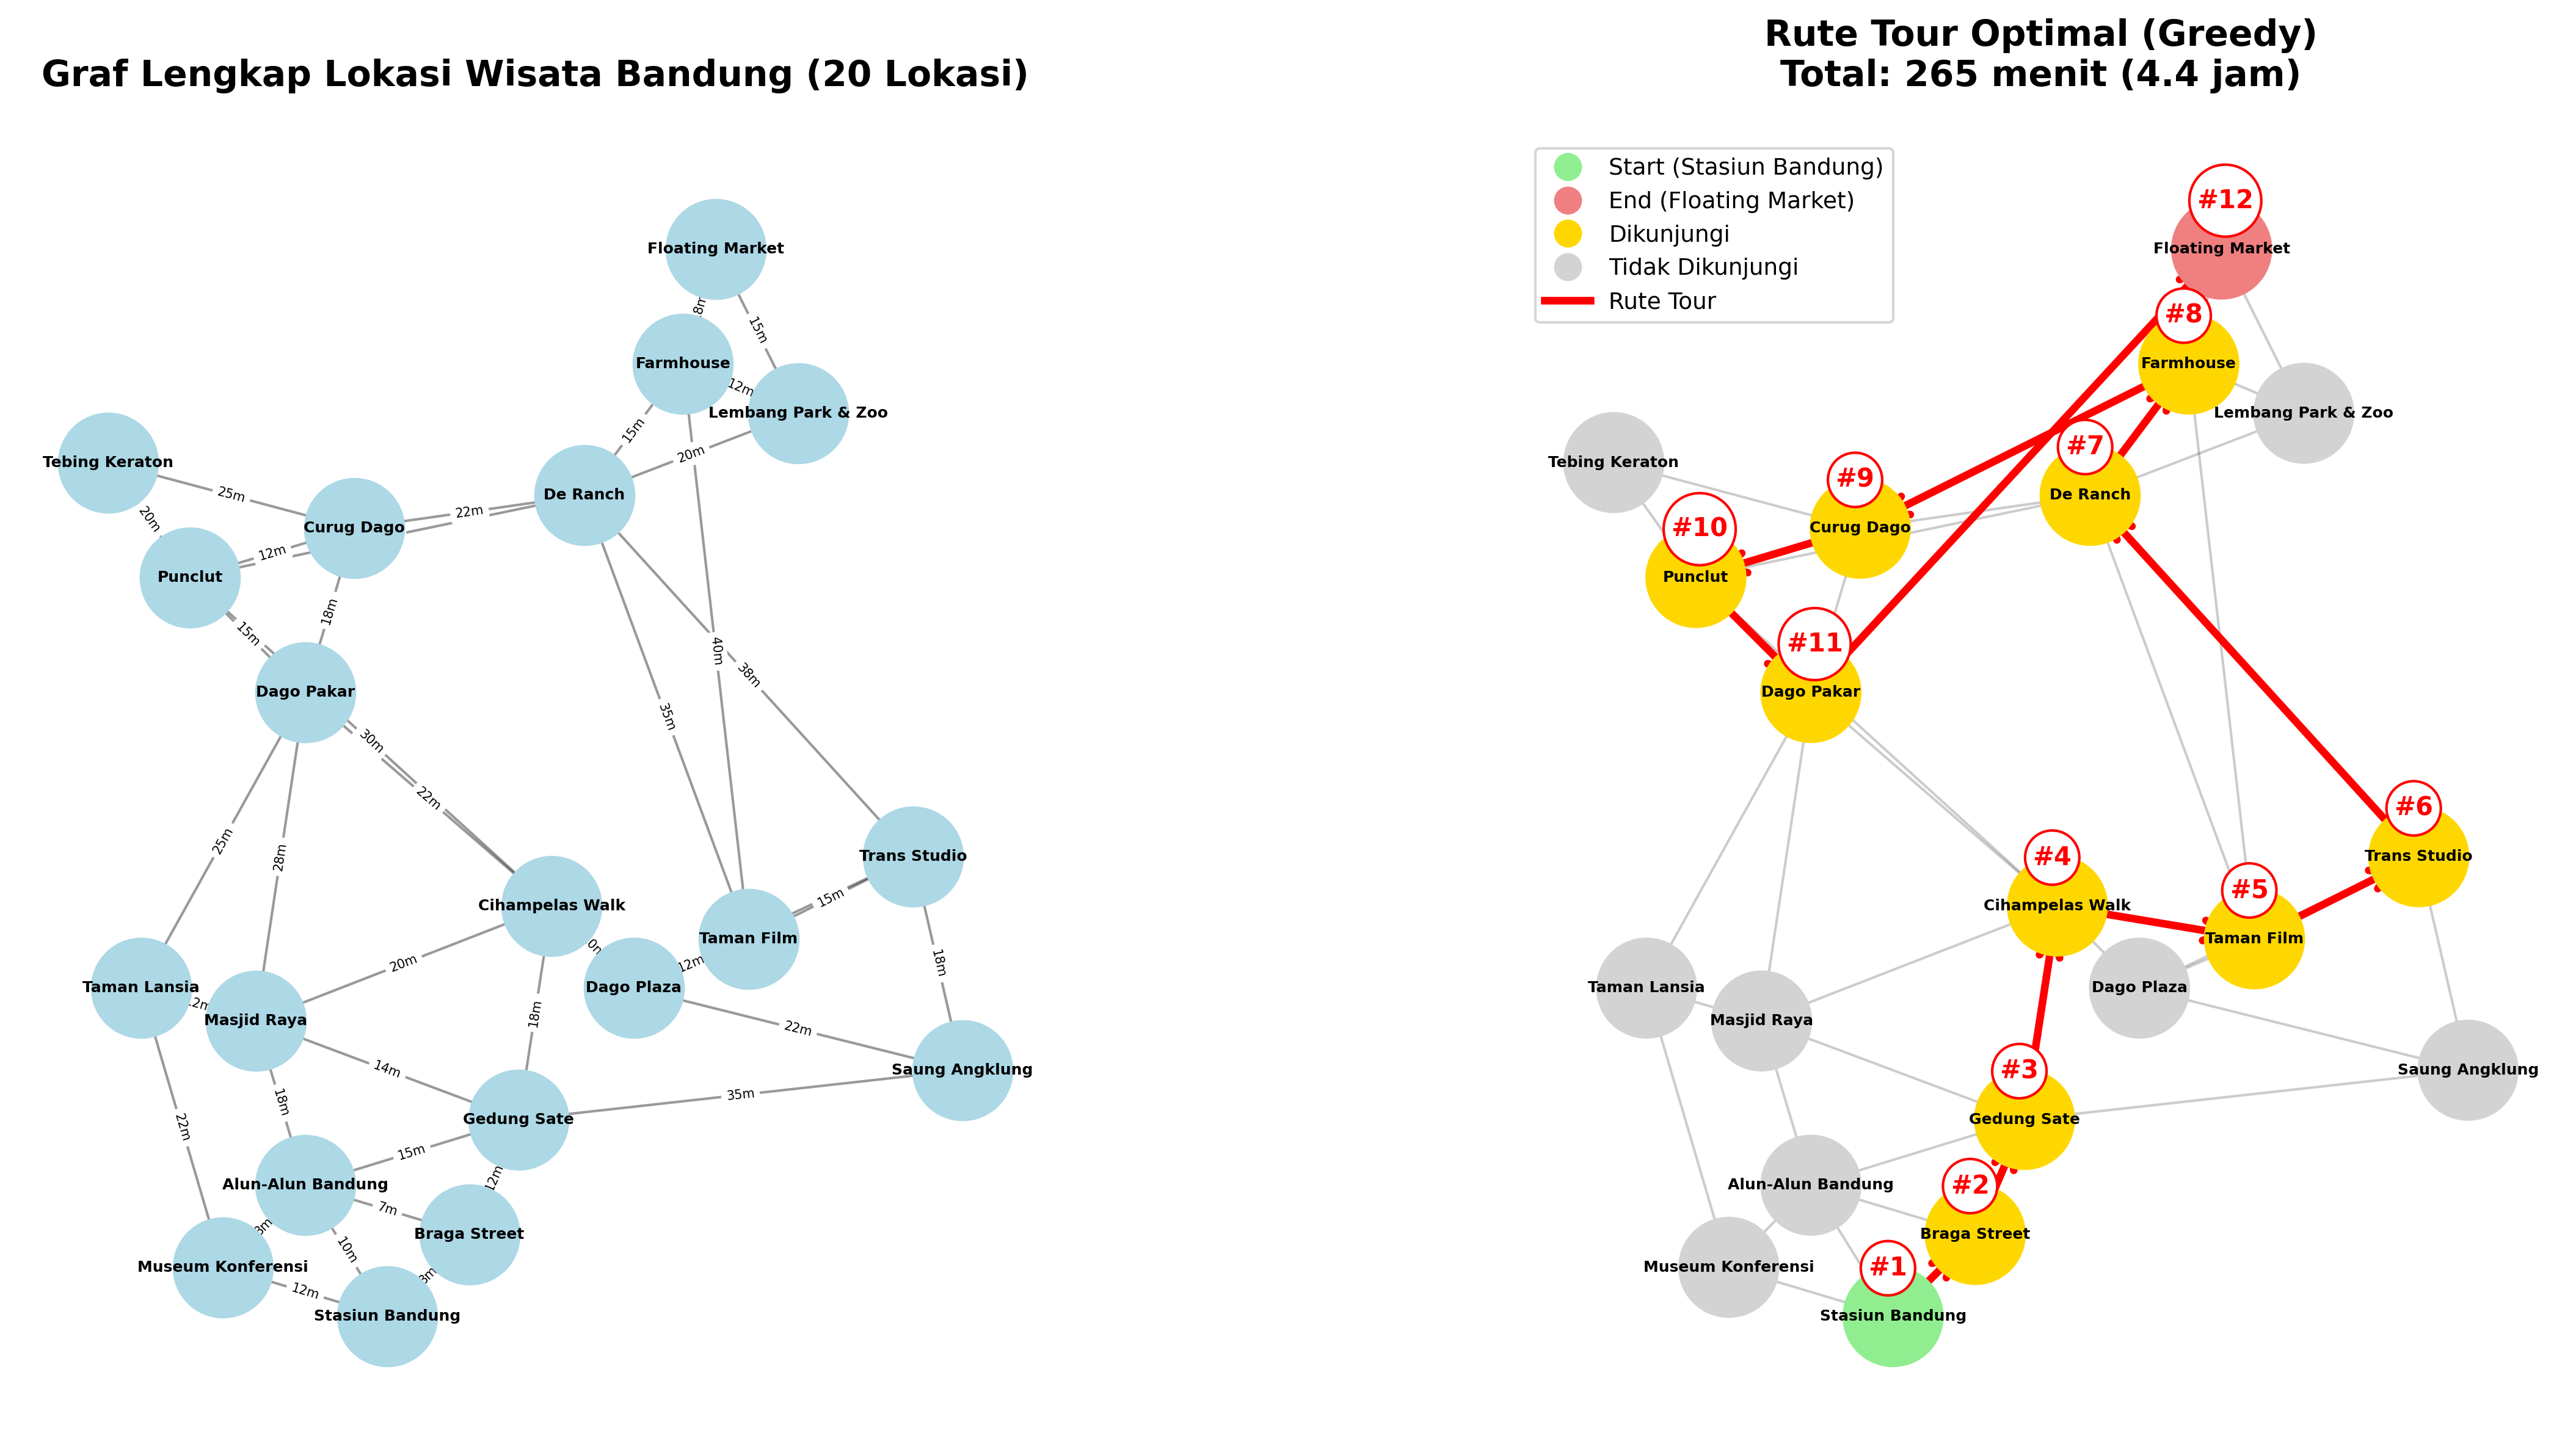 Graf Lengkap Lokasi Wisata Bandung (20 Lokasi)
Floating Market
15m
Farmhouse
12m
Lembang Park & Zoo
15m
20m
Tebing Keraton
25m
De Ranch
22m
Curug Dago
20m
12m
Punclut
18m
15m
40m
38m
Dago Pakar
35m
30m
22m
25m
28m
Trans Studio
15m
Cihampelas Walk
Taman Film
20m
12m
18m
Taman Lansia
Dago Plaza
Masjid Raya
18m
22m
14m
Saung Angklung
35m
18m
Gedung Sate
22m
15m
12m
Alun-Alun Bandung
7m
Braga Street
10m
Museum Konferensi
12m
Stasiun Bandung
Rute Tour Optimal (Greedy)
Total: 265 menit (4.4 jam)
Start (Stasiun Bandung)
End (Floating Market)
Dikunjungi
Tidak Dikunjungi
Rute Tour
#12
Floating Market
#8
Farmhouse
Lembang Park & Zoo
#7
Tebing Keraton
#9
De Ranch
#10
Curug Dago
Punclut
#11
Dago Pakar
#6
#4
Trans Studio
#5
Cihampelas Walk
Taman Film
Taman Lansia
Dago Plaza
Masjid Raya
#3
Saung Angklung
Gedung Sate
#2
Alun-Alun Bandung
Braga Street
#1
Museum Konferensi
Stasiun Bandung